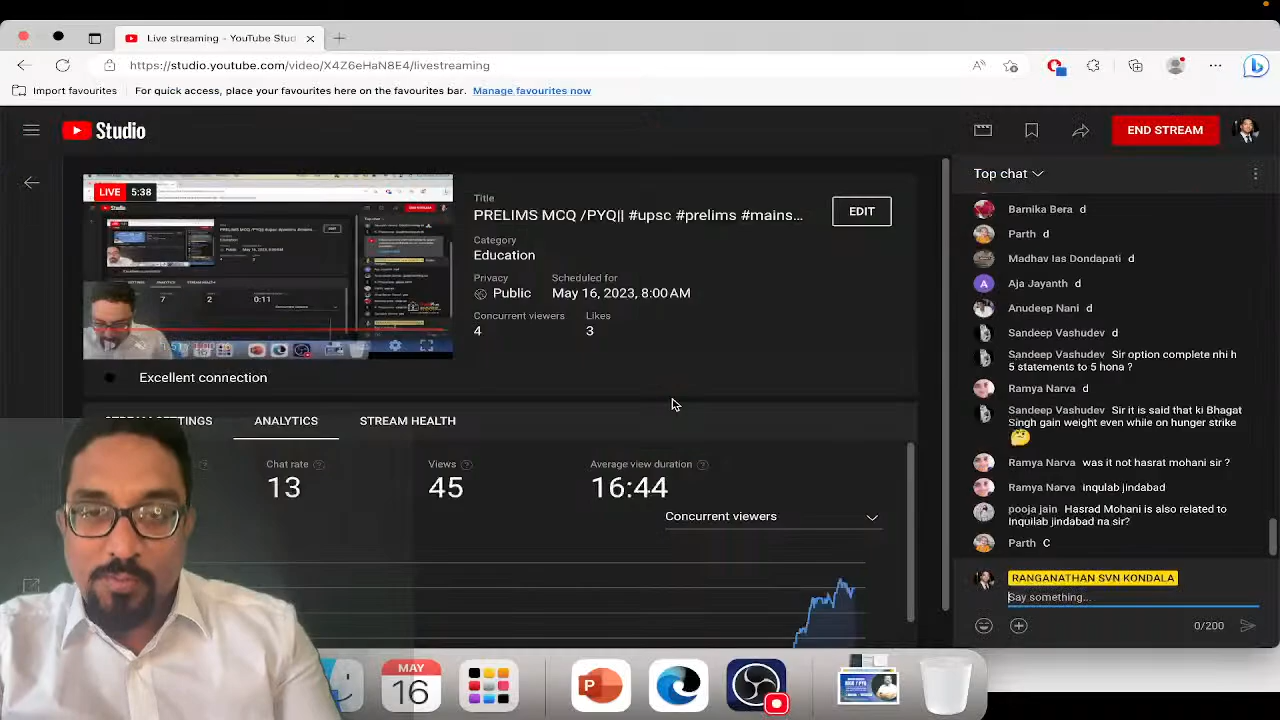 Live streaming - YouTube Stud
https://studio.youtube.com/video/X4Z6EHaN8E4/livestreaming
Import favourites
For quick access, place your favourites here on the favourites bar. Manage favourites now
Studio
END STREAM
LIVE 5:38
Title
PRELIMS MCQ /PYQ|| #upsc #prelims #mains...
EDIT
Category
Education
Privacy
Scheduled for
Public
May 16, 2023, 8:00 AM
Concurrent viewers
Likes
4
3
Excellent connection
STREAM SETTINGS
ANALYTICS
STREAM HEALTH
Chat rate
Views
Average view duration
13
45
16:44
Concurrent viewers
Top chat
Barnika Bera d
Parth d
Madhav Ias Dondapati d
A Aja Jayanth d
Anudeep Nani d
Sandeep Vashudev d
Sandeep Vashudev Sir option complete nhi h
5 statements to 5 hona ?
Ramya Narva d
Sandeep Vashudev Sir it is said that ki Bhagat
Singh gain weight even while on hunger strike
Ramya Narva was it not hasrat mohani sir ?
Ramya Narva inqulab jindabad
pooja jain Hasrad Mohani is also related to
Inquilab jindabad na sir?
Parth C
RANGANATHAN SVN KONDALA
Say something...
0/200
MAY
16
P